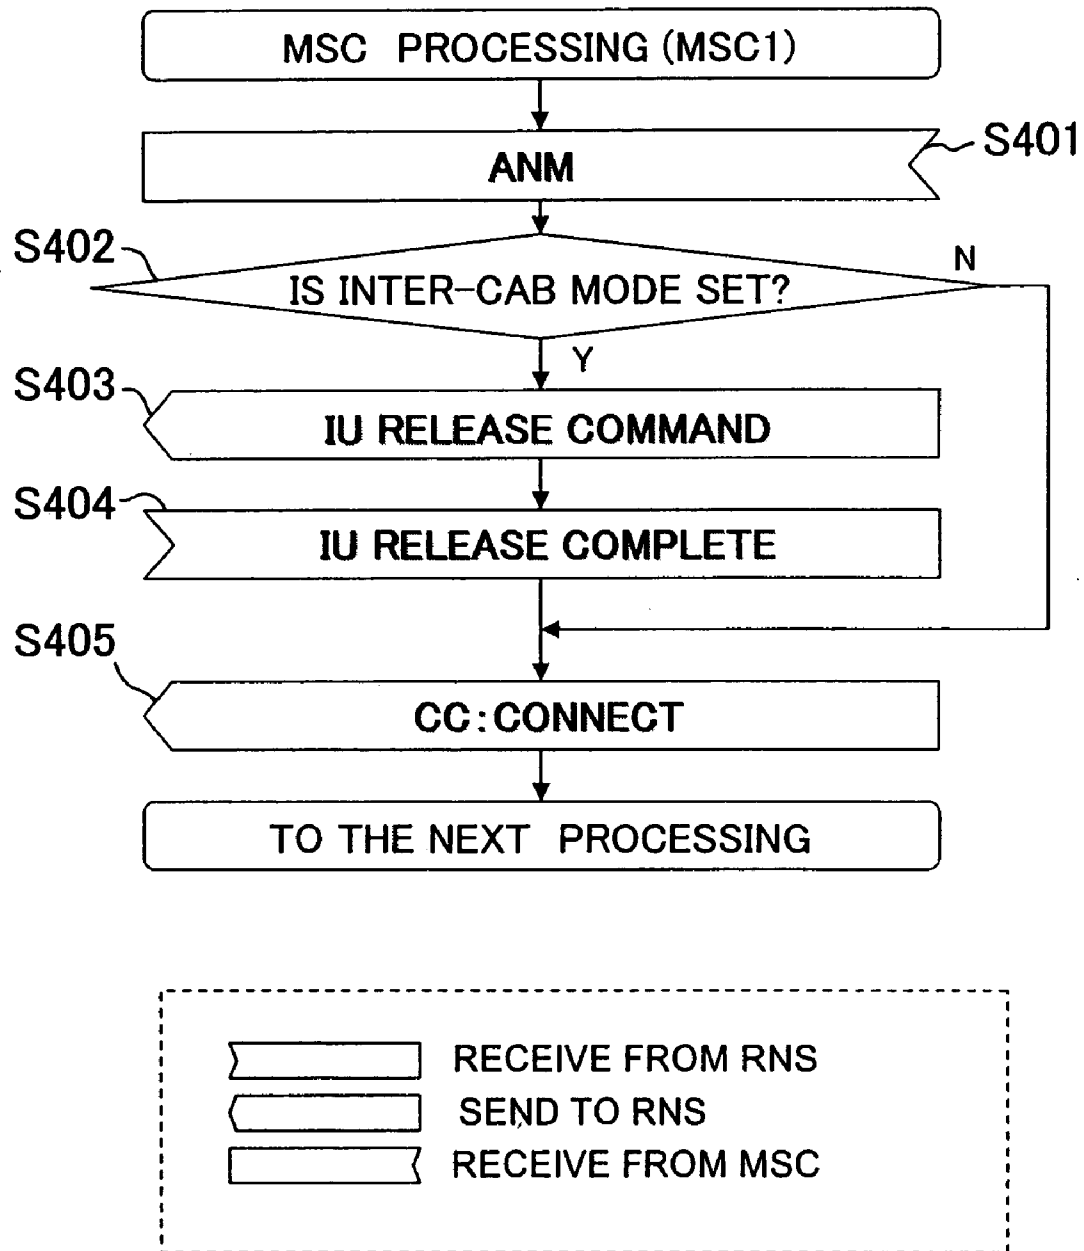 MSC PROCESSING (MSC1)
ANM
S401
S402
IS INTER-CAB MODE SET?
N
Y
S403
IU RELEASE COMMAND
S404
IU RELEASE COMPLETE
S405
CC:CONNECT
TO THE NEXT PROCESSING
RECEIVE FROM RNS
SEND TO RNS
RECEIVE FROM MSC